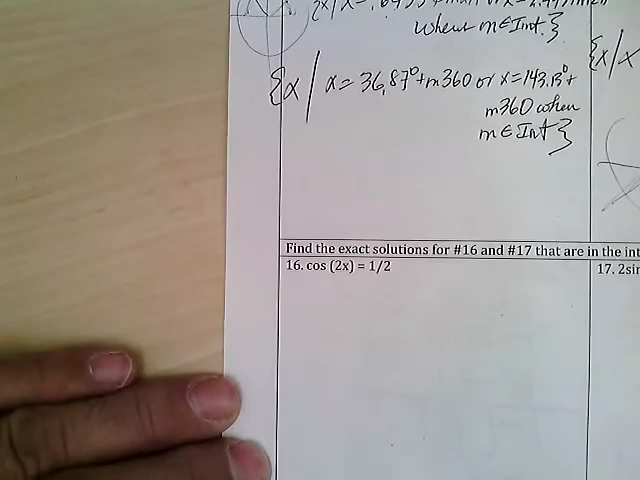 when m∈Int.}
{x/x = 36.87° + m360 or x = 143.13° +
m360 when
m∈Int}
{x/x
Find the exact solutions for #16 and #17 that are in the int
16. cos (2x) = 1/2
17. 2sin